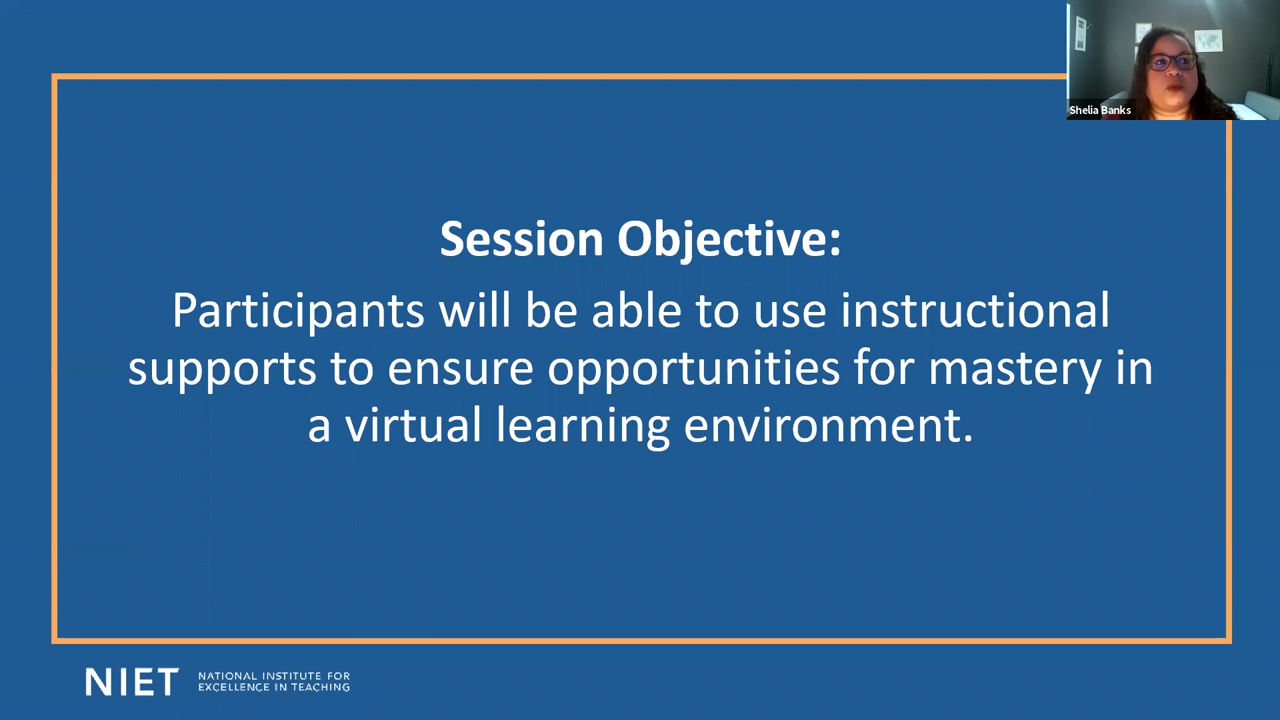 Shelia Banks
Session Objective:
Participants will be able to use instructional
supports to ensure opportunities for mastery in
a virtual learning environment.
NIET
NATIONAL INSTITUTE FOR
EXCELLENCE IN TEACHING